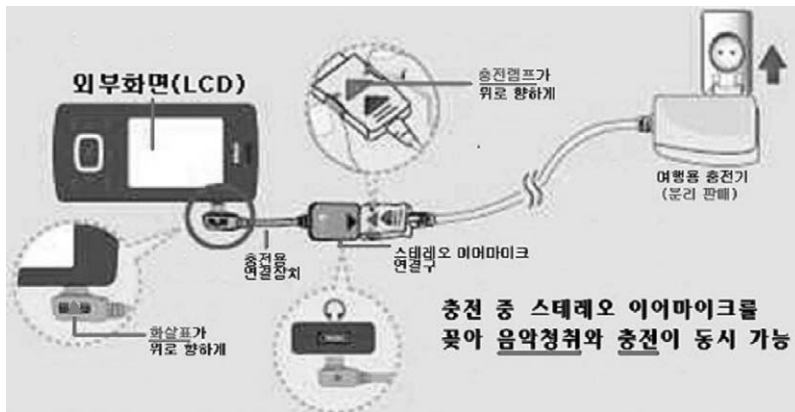 외부화면(LCD)
충전램프가
위로 향하게
여행용 충전기
(분리 판매)
충전용
연결장치
스테레오 이어마이크
연결구
화살표가
위로 향하게
충전 중 스테레오 이어마이크를
꽂아 음악청취와 충전이 동시 가능